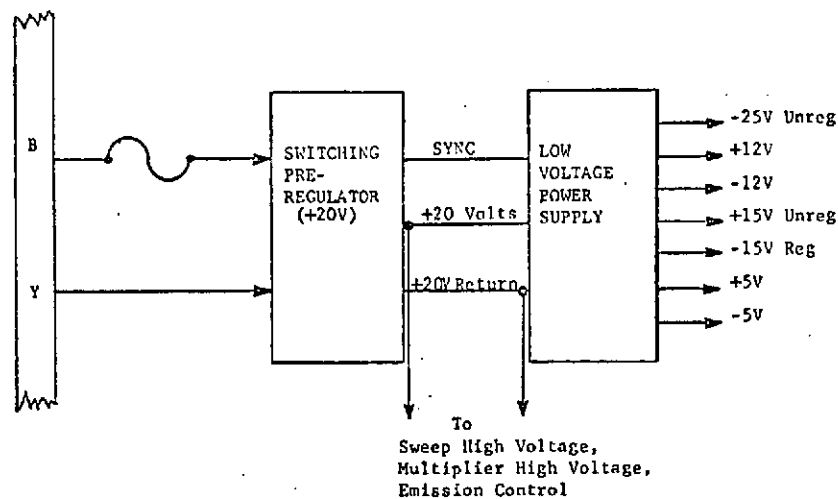 B
Y
SWITCHING
PRE-
REGULATOR
(+20V)
SYNC
+20 Volts
+20V Return
LOW
VOLTAGE
POWER
SUPPLY
-25V Unreg
+12V
-12V
+15V Unreg
-15V Reg
+5V
-5V
To
Sweep High Voltage,
Multiplier High Voltage,
Emission Control